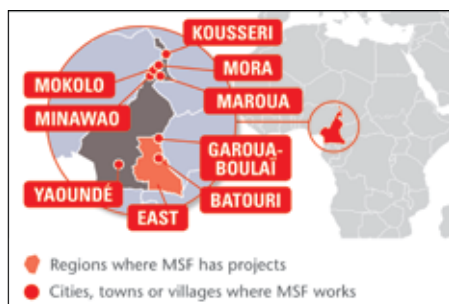 KOUSSERI
MOKOLO
MORA
MINAWAO
MAROUA
GAROUA-
BOULAÏ
YAOUNDÉ
BATOURI
EAST
Regions where MSF has projects
Cities, towns or villages where MSF works